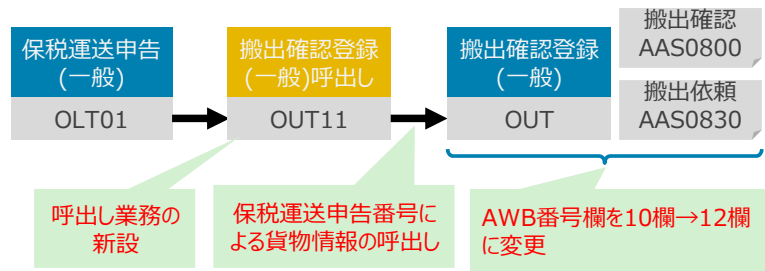 保税運送申告
(一般)
OLT01
搬出確認登録
(一般)呼出し
OUT11
搬出確認登録
(一般)
OUT
搬出確認
AAS0800
搬出依頼
AAS0830
呼出し業務の
新設
保税運送申告番号に
よる貨物情報の呼出し
AWB番号欄を10欄→12欄
に変更